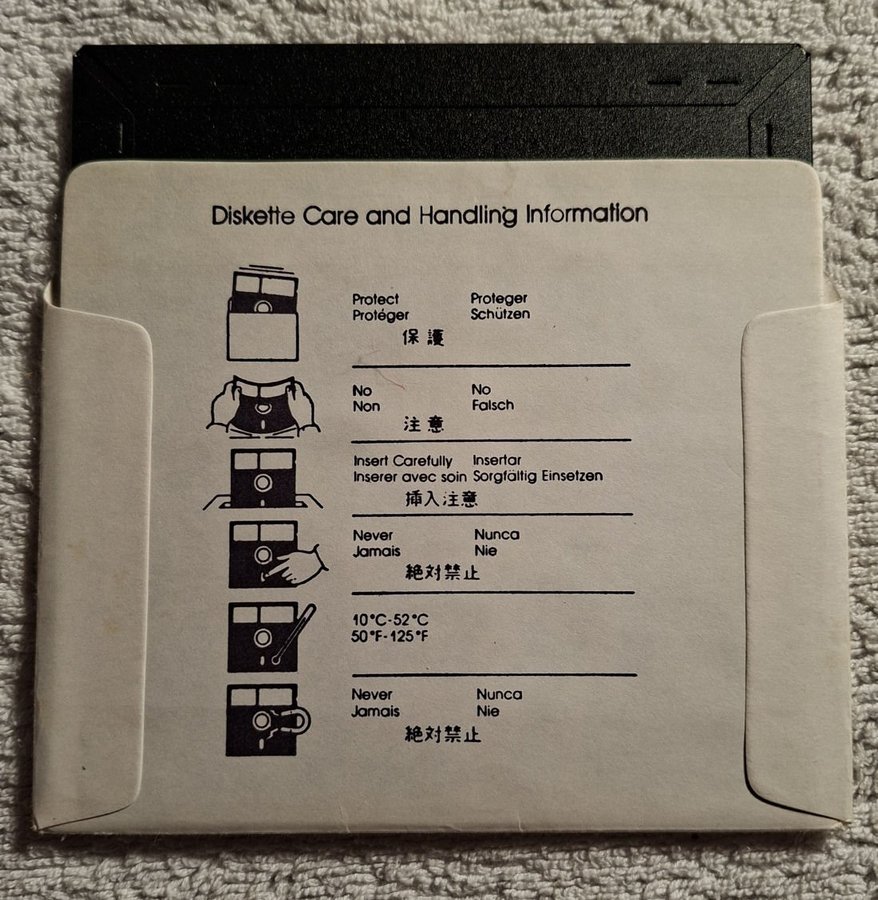 Diskette Care and Handling Information
Protect Proteger
Protéger Schützen
保護
No No
Non Falsch
注意
Insert Carefully Insertar
Inserer avec soin Sorgfältig Einsetzen
挿入注意
Never Nunca
Jamais Nie
絶対禁止
10°C-52°C
50°F-125°F
Never Nunca
Jamais Nie
絶対禁止